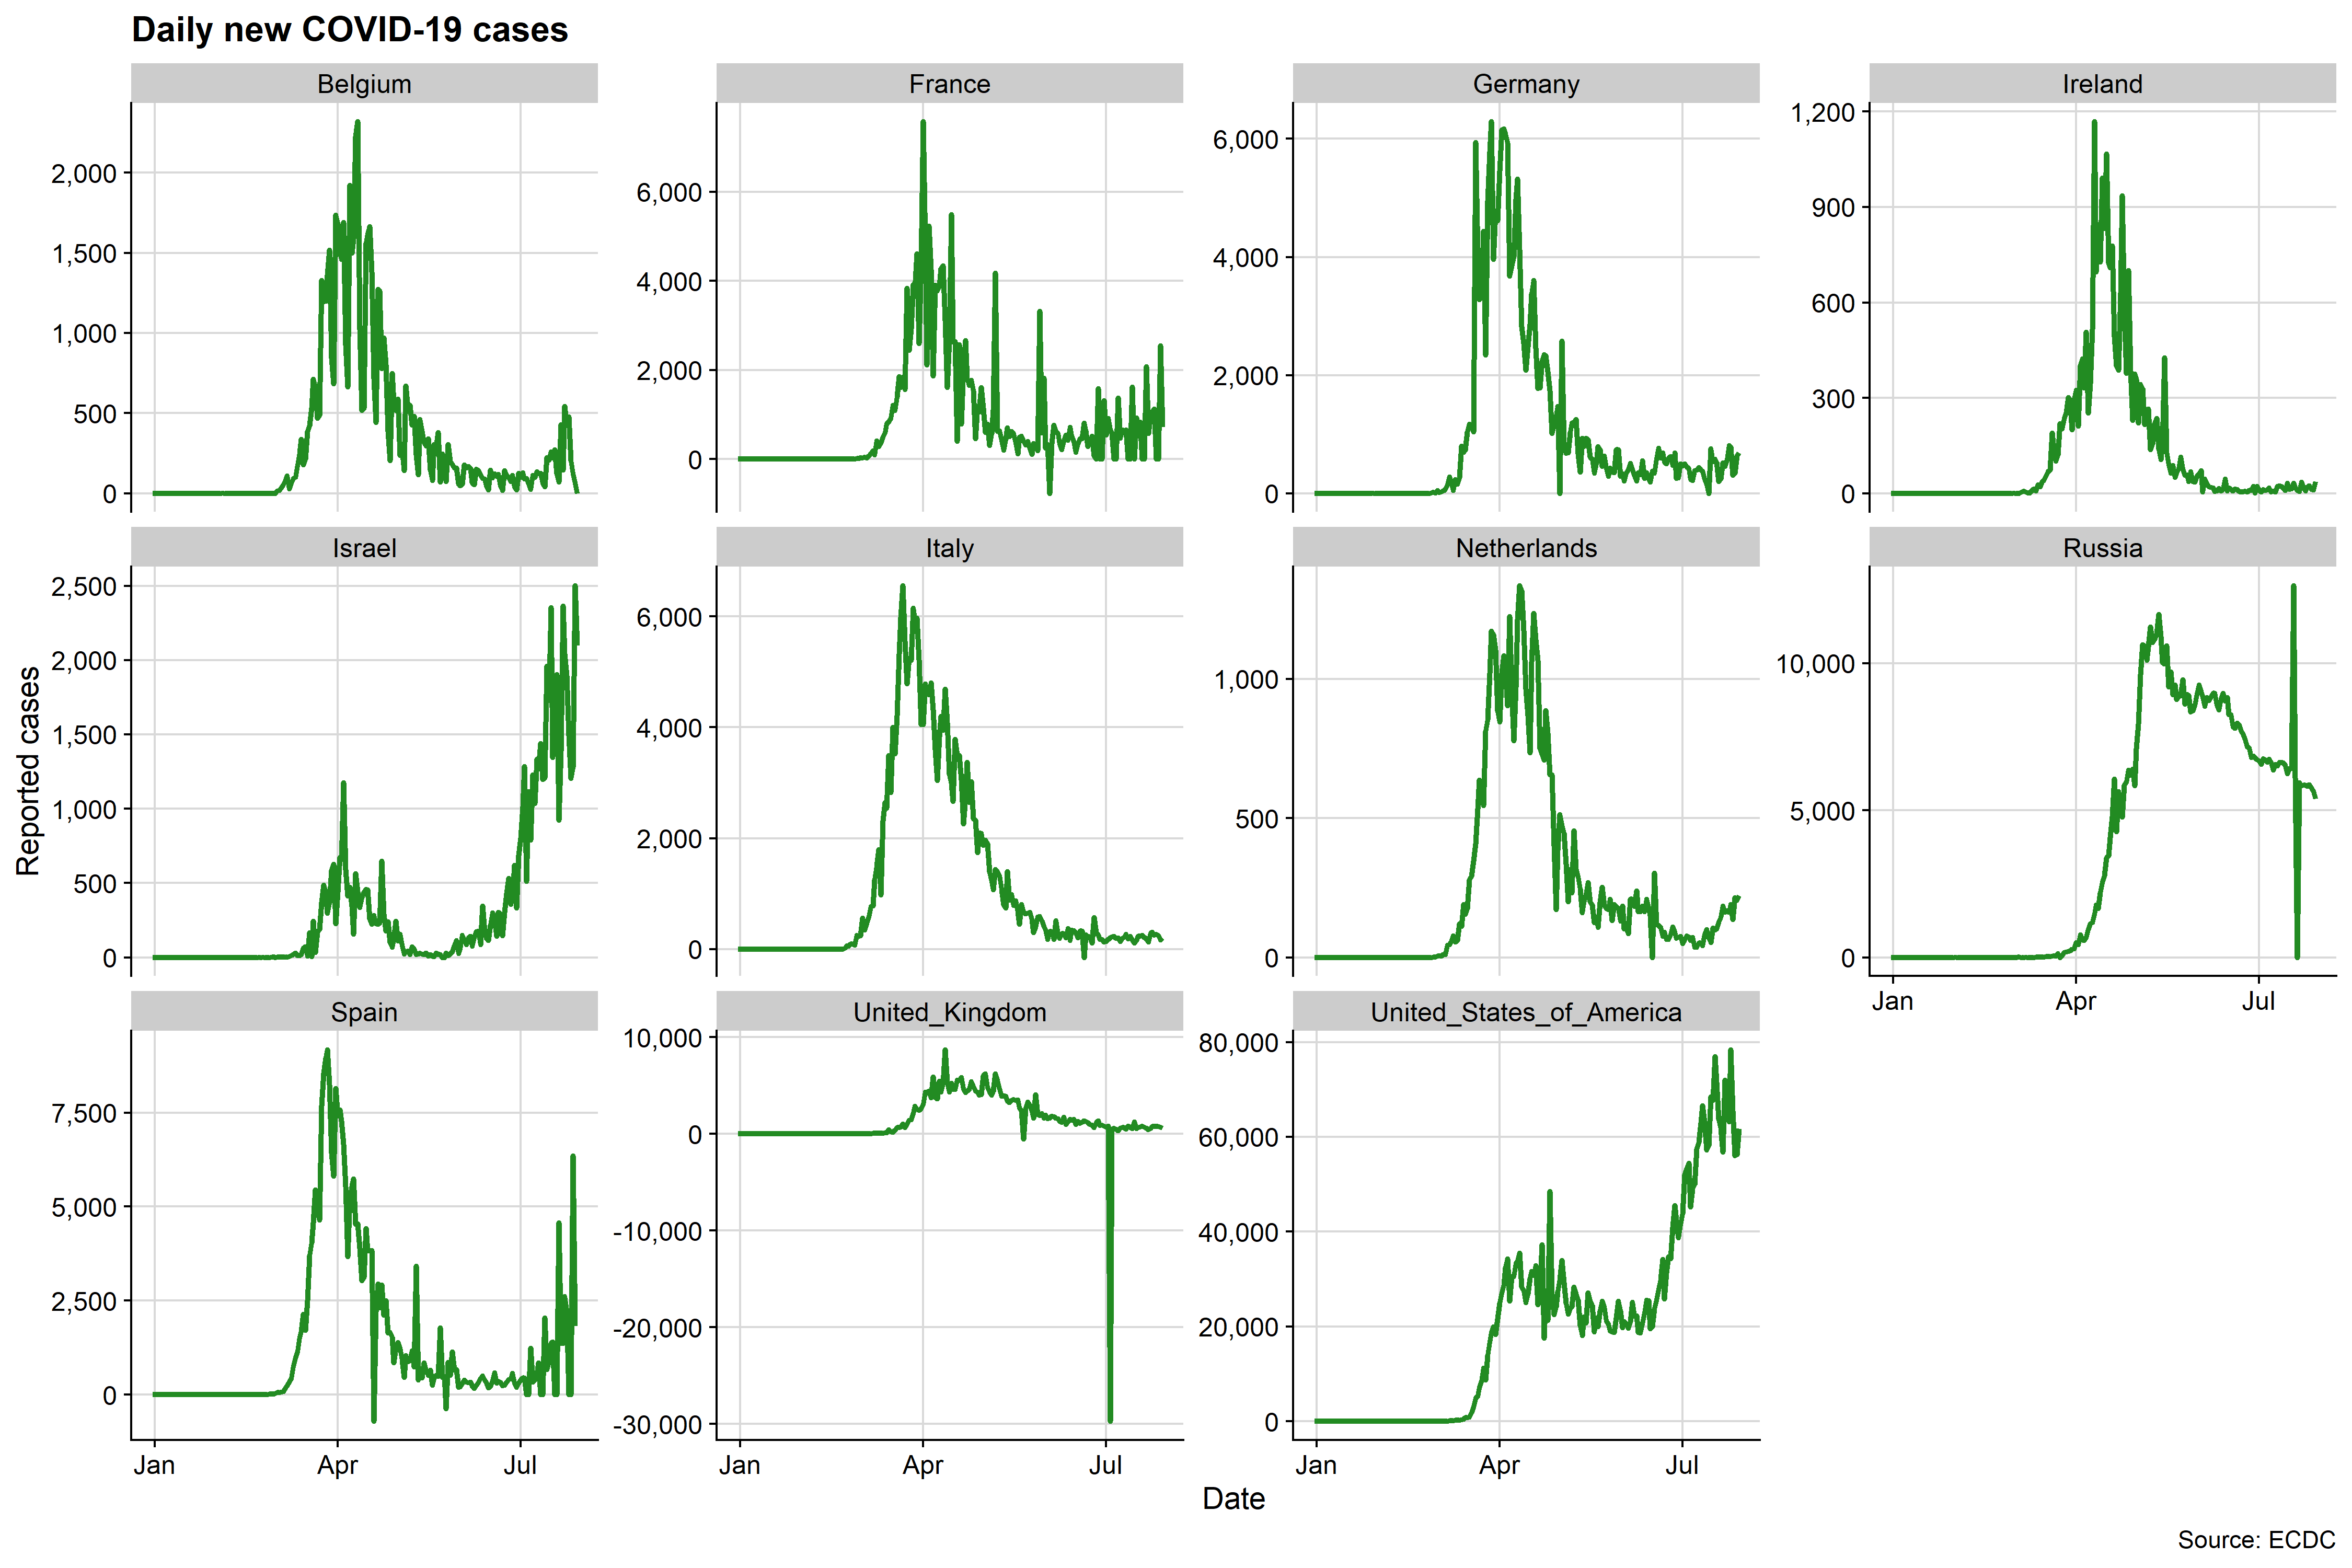 Daily new COVID-19 cases
Belgium
France
Germany
Ireland
2,000
1,500
1,000
500
0
6,000
4,000
2,000
0
6,000
4,000
2,000
0
1,200
900
600
300
0
Reported cases
Israel
Italy
Netherlands
Russia
2,500
2,000
1,500
1,000
500
0
6,000
4,000
2,000
0
1,000
500
0
10,000
5,000
0
Jan Apr Jul
Spain
United_Kingdom
United_States_of_America
7,500
5,000
2,500
0
10,000
0
-10,000
-20,000
-30,000
80,000
60,000
40,000
20,000
0
Jan Apr Jul
Jan Apr Jul
Jan Apr Jul
Date
Source: ECDC